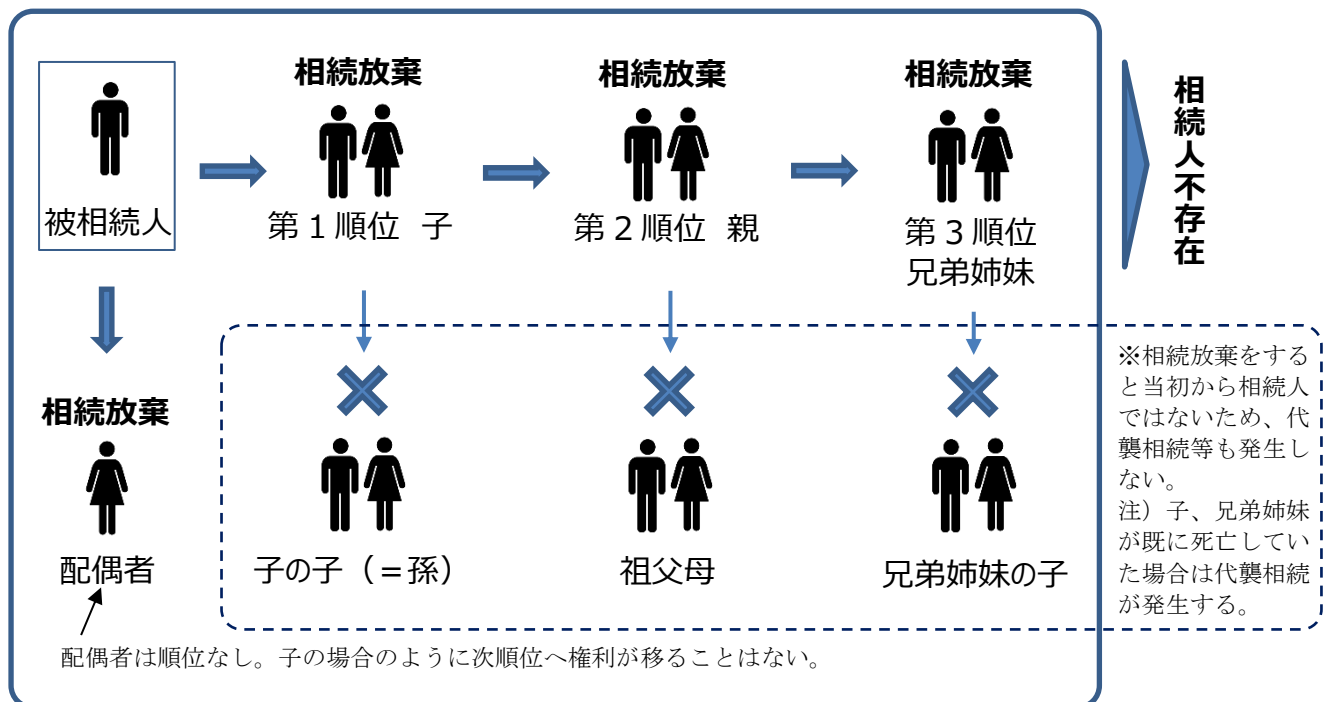 相続放棄
相続放棄
相続放棄
被相続人
第1順位 子
第2順位 親
第3順位
兄弟姉妹
相続人不存在
相続放棄
配偶者
子の子（＝孫）
祖父母
兄弟姉妹の子
※相続放棄をする
と当初から相続人
ではないため、代
襲相続等も発生し
ない。
注）子、兄弟姉妹
が既に死亡してい
た場合は代襲相続
が発生する。
配偶者は順位なし。子の場合のように次順位へ権利が移ることはない。